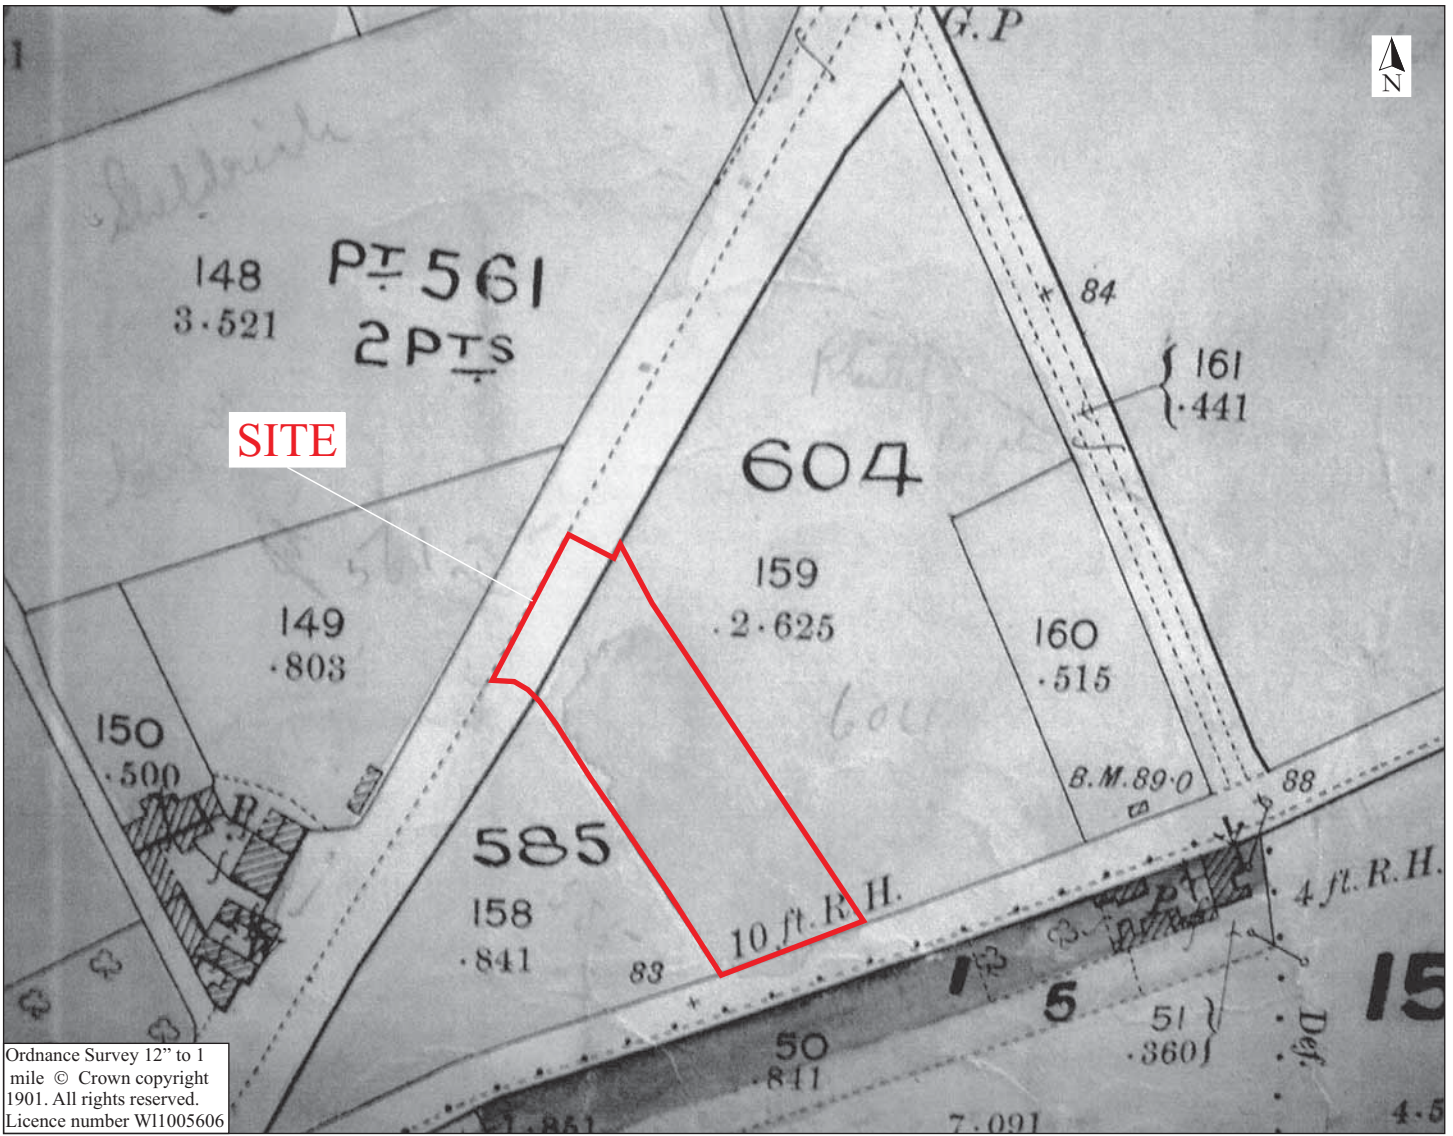 G.P
N
148
3.521
PT 561
2 PTS
84
161
.441
SITE
604
159
2.625
149
.803
160
.515
150
.500
B.M.89.0
88
P.
585
158
.841
10 ft. R.H.
4 ft. R.H.
83
P
1
5
15
51
.360
Def.
50
.841
1.851
7.091
4.5
Ordnance Survey 12” to 1
mile © Crown copyright
1901. All rights reserved.
Licence number Wl1005606